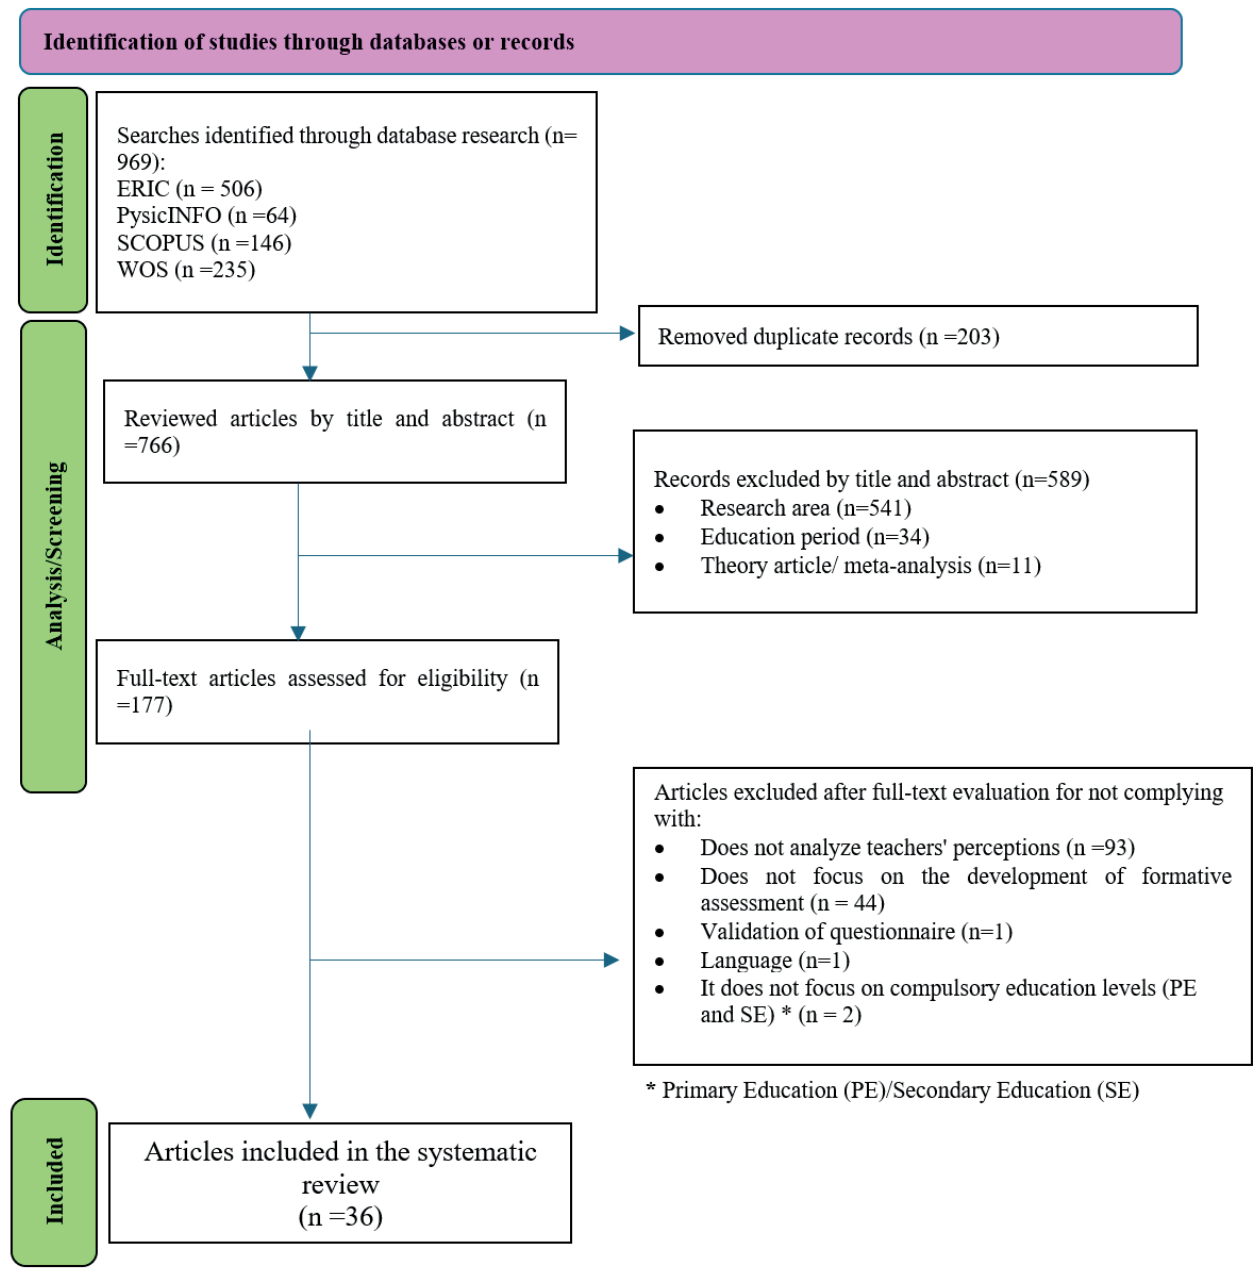 Identification of studies through databases or records
Identification
Searches identified through database research (n=
969):
ERIC (n = 506)
PysicINFO (n =64)
SCOPUS (n =146)
WOS (n =235)
Removed duplicate records (n =203)
Analysis/Screening
Reviewed articles by title and abstract (n
=766)
Records excluded by title and abstract (n=589)
• Research area (n=541)
• Education period (n=34)
• Theory article/ meta-analysis (n=11)
Full-text articles assessed for eligibility (n
=177)
Articles excluded after full-text evaluation for not complying
with:
• Does not analyze teachers' perceptions (n =93)
• Does not focus on the development of formative
assessment (n = 44)
• Validation of questionnaire (n=1)
• Language (n=1)
• It does not focus on compulsory education levels (PE
and SE) * (n = 2)
* Primary Education (PE)/Secondary Education (SE)
Included
Articles included in the systematic
review
(n =36)